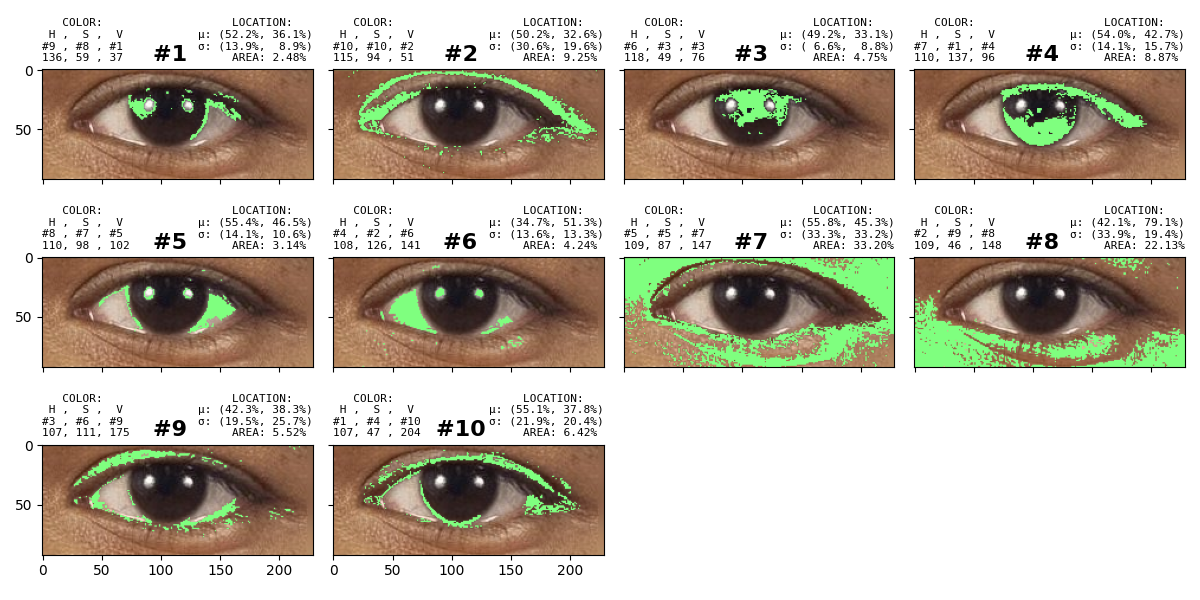 COLOR: LOCATION:
H , S , V μ: (52.2%, 36.1%)
#9 , #8 , #1 #1 σ: (13.9%, 8.9%)
136, 59 , 37 AREA: 2.48%
COLOR: LOCATION:
H , S , V μ: (50.2%, 32.6%)
#10, #10, #2 #2 σ: (30.6%, 19.6%)
115, 94 , 51 AREA: 9.25%
COLOR: LOCATION:
H , S , V μ: (49.2%, 33.1%)
#6 , #3 , #3 #3 σ: ( 6.6%, 8.8%)
118, 49 , 76 AREA: 4.75%
COLOR: LOCATION:
H , S , V μ: (54.0%, 42.7%)
#7 , #1 , #4 #4 σ: (14.1%, 15.7%)
110, 137, 96 AREA: 8.87%
0
50
COLOR: LOCATION:
H , S , V μ: (55.4%, 46.5%)
#8 , #7 , #5 #5 σ: (14.1%, 10.6%)
110, 98 , 102 AREA: 3.14%
COLOR: LOCATION:
H , S , V μ: (34.7%, 51.3%)
#4 , #2 , #6 #6 σ: (13.6%, 13.3%)
108, 126, 141 AREA: 4.24%
COLOR: LOCATION:
H , S , V μ: (55.8%, 45.3%)
#5 , #5 , #7 #7 σ: (33.3%, 33.2%)
109, 87 , 147 AREA: 33.20%
COLOR: LOCATION:
H , S , V μ: (42.1%, 79.1%)
#2 , #9 , #8 #8 σ: (33.9%, 19.4%)
109, 46 , 148 AREA: 22.13%
0
50
COLOR: LOCATION:
H , S , V μ: (42.3%, 38.3%)
#3 , #6 , #9 #9 σ: (19.5%, 25.7%)
107, 111, 175 AREA: 5.52%
COLOR: LOCATION:
H , S , V μ: (55.1%, 37.8%)
#1 , #4 , #10 #10 σ: (21.9%, 20.4%)
107, 47 , 204 AREA: 6.42%
0
50
0 50 100 150 200
0 50 100 150 200